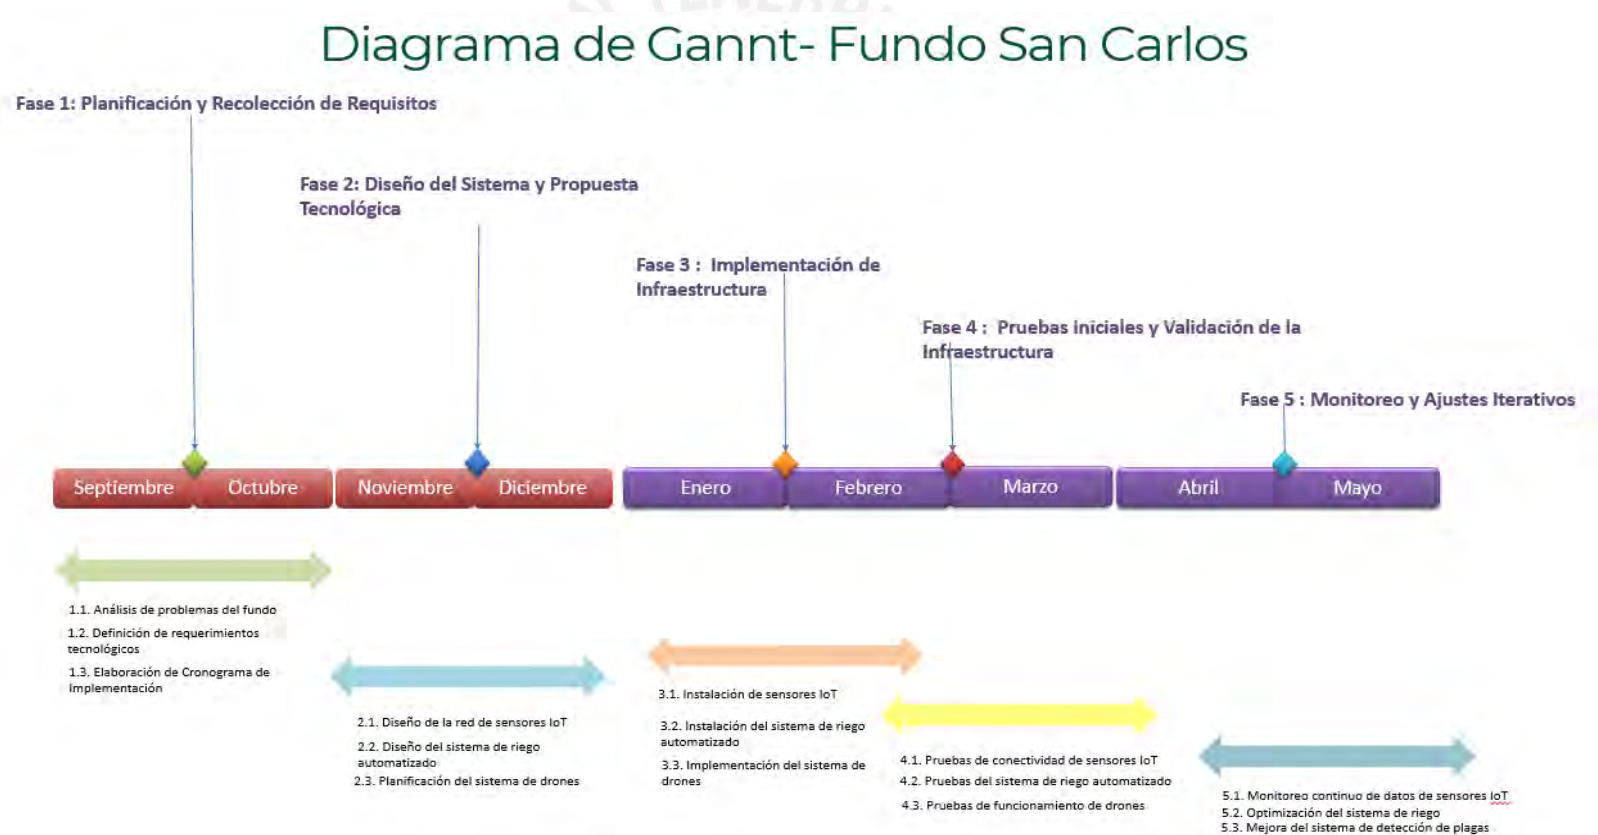 Diagrama de Gannt- Fundo San Carlos
Fase 1: Planificación y Recolección de Requisitos
Fase 2: Diseño del Sistema y Propuesta
Tecnológica
Fase 3 : Implementación de
Infraestructura
Fase 4 : Pruebas iniciales y Validación de la
Infraestructura
Fase 5 : Monitoreo y Ajustes Iterativos
Septiembre Octubre Noviembre Diciembre Enero Febrero Marzo Abril Mayo
1.1. Análisis de problemas del fundo
1.2. Definición de requerimientos
tecnológicos
1.3. Elaboración de Cronograma de
Implementación
2.1. Diseño de la red de sensores IoT
2.2. Diseño del sistema de riego
automatizado
2.3. Planificación del sistema de drones
3.1. Instalación de sensores IoT
3.2. Instalación del sistema de riego
automatizado
3.3. Implementación del sistema de
drones
4.1. Pruebas de conectividad de sensores IoT
4.2. Pruebas del sistema de riego automatizado
4.3. Pruebas de funcionamiento de drones
5.1. Monitoreo continuo de datos de sensores IoT
5.2. Optimización del sistema de riego
5.3. Mejora del sistema de detección de plagas